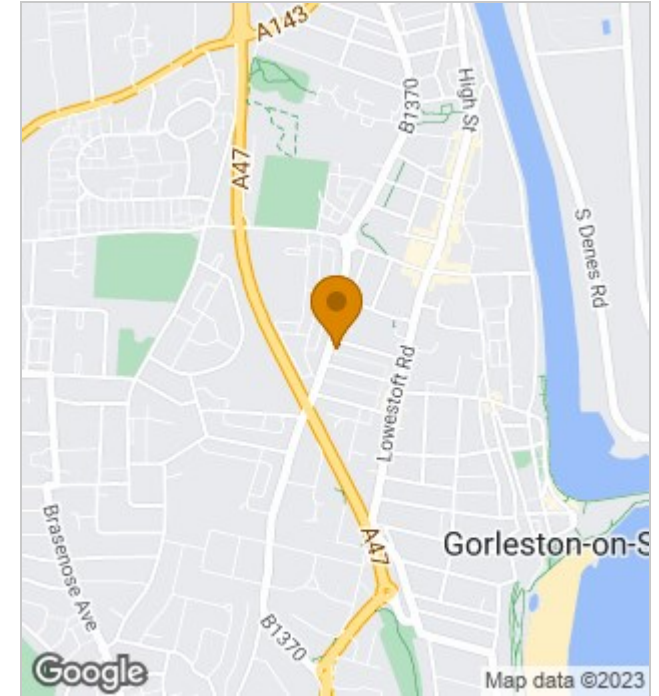 A143
High St
B1370
A47
S Denes Rd
Lowestoft Rd
Brasenose Ave
A47
Gorleston-on-S
B1370
Google
Map data ©2023